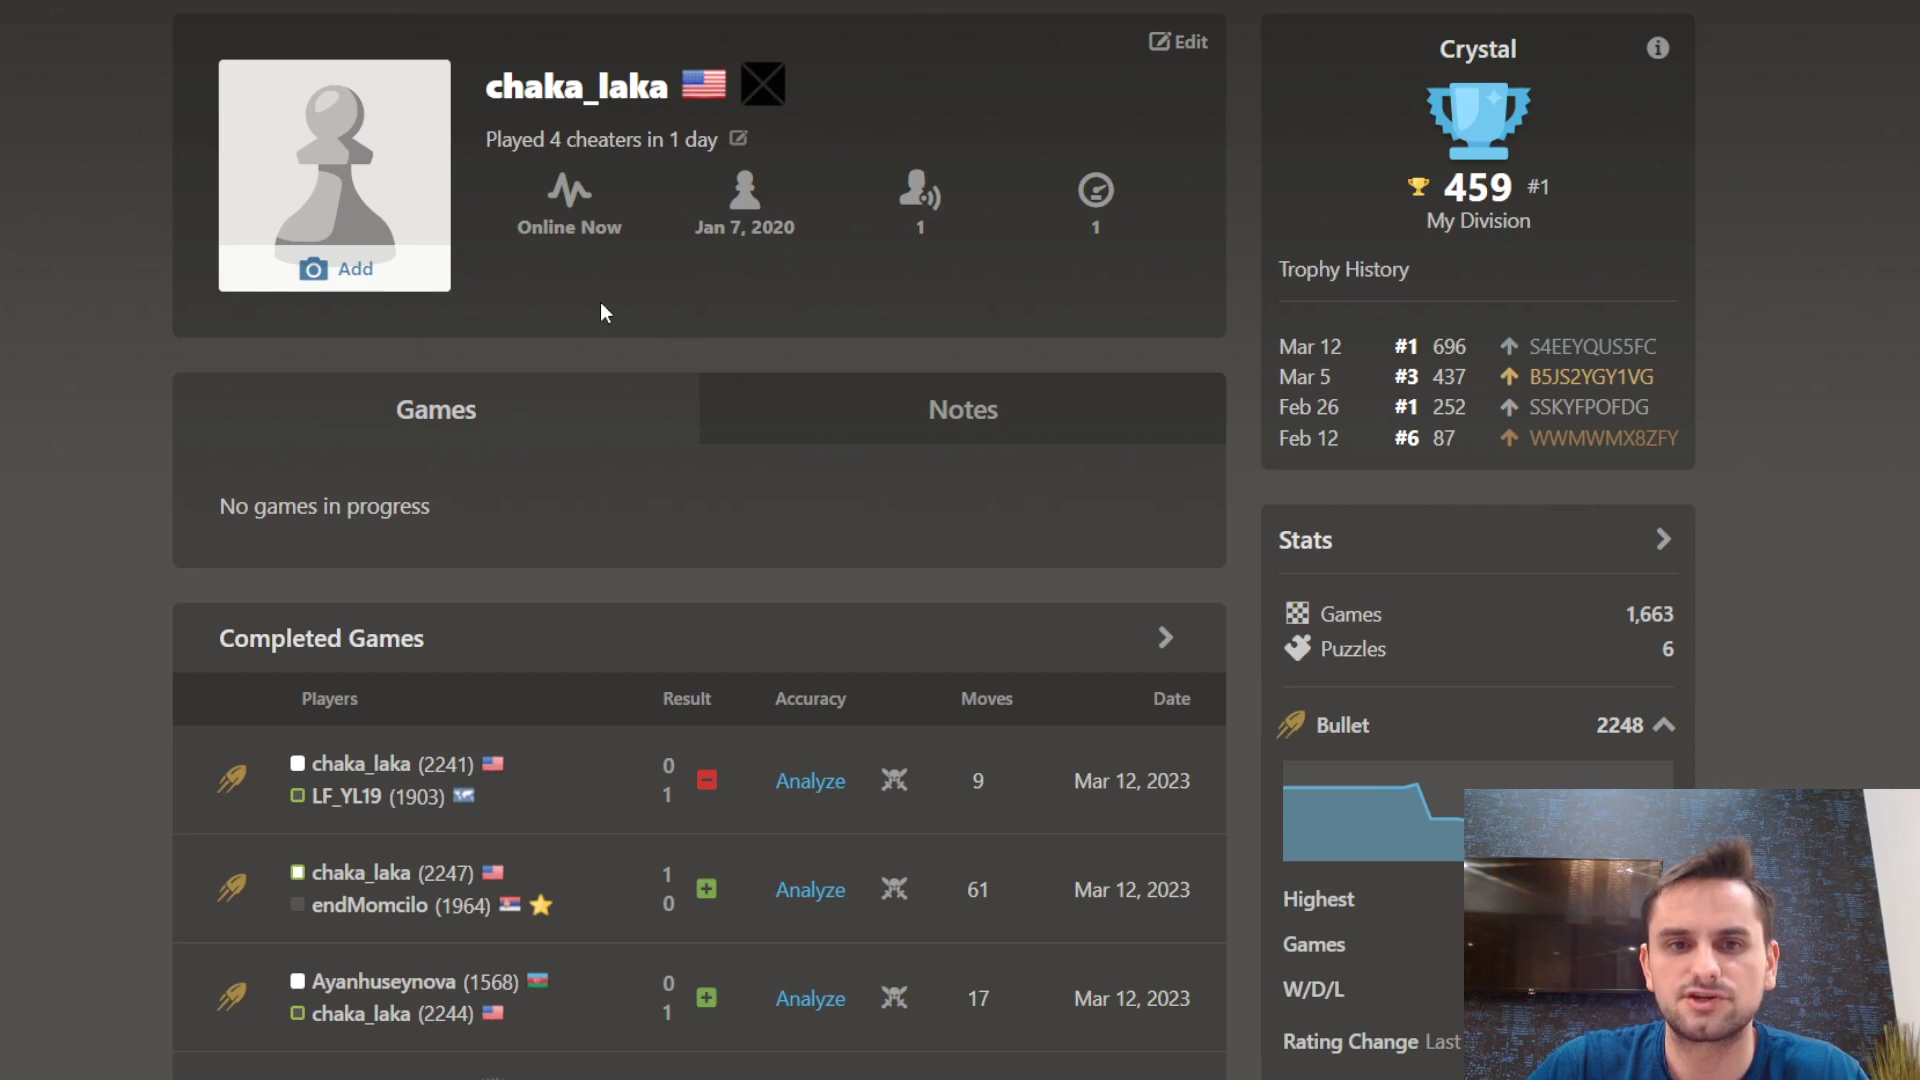 Edit
chaka_laka
Played 4 cheaters in 1 day
Online Now
Jan 7, 2020
1
1
Add
Games
Notes
No games in progress
Completed Games
Players Result Accuracy Moves Date
chaka_laka (2241) 0
LF_YL19 (1903) 1
Analyze 9 Mar 12, 2023
chaka_laka (2247) 1
endMomcilo (1964) 0
Analyze 61 Mar 12, 2023
Ayanhuseynova (1568) 0
chaka_laka (2244) 1
Analyze 17 Mar 12, 2023
Crystal
459 #1
My Division
Trophy History
Mar 12 #1 696 S4EEYQUS5FC
Mar 5 #3 437 B5JS2YGY1VG
Feb 26 #1 252 SSKYFPOFDG
Feb 12 #6 87 WWMWMX8ZFY
Stats
Games 1,663
Puzzles 6
Bullet 2248
Highest
Games
W/D/L
Rating Change Last